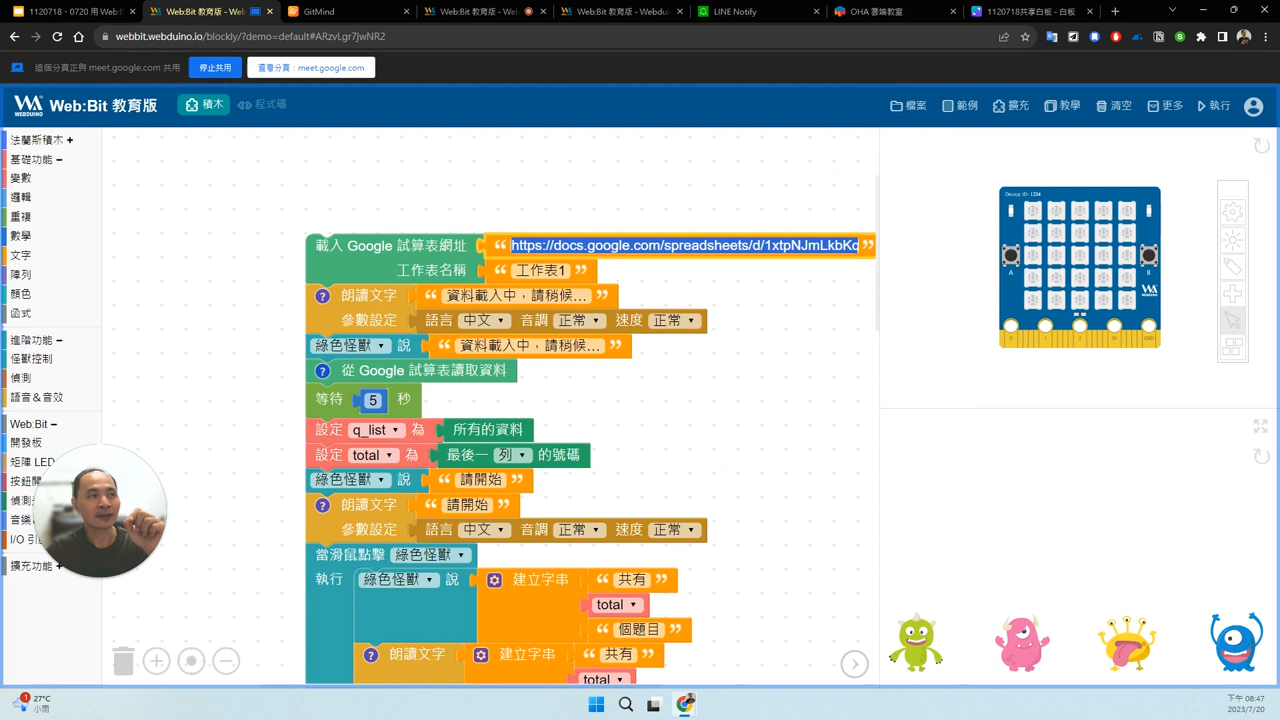 1120718 - 0720 用 Web:B
Web:Bit 教育版 - Web
GitMind
Web:Bit 教育版 - Web
Web:Bit 教育版 - Webdui
LINE Notify
OHA 雲端教室
1120718共享白板 - 白板
webbit.webduino.io/blockly/?demo=default#ARzvLgr7jwNR2
這個分頁正與 meet.google.com 共用
停止共用
查看分頁：meet.google.com
WEBDUINO
Web:Bit 教育版
積木
程式碼
檔案
範例
擴充
教學
清空
更多
執行
法蘭斯積木
基礎功能
變數
邏輯
重複
數學
文字
陣列
顏色
函式
進階功能
怪獸控制
偵測
語音＆音效
Web:Bit
開發板
矩陣 LED
按鈕開
偵測
音樂
I/O 引
擴充功能
載入 Google 試算表網址 “ https://docs.google.com/spreadsheets/d/1xtpNJmLkbKc ”
工作表名稱 “ 工作表1 ”
? 朗讀文字 “ 資料載入中，請稍候... ”
參數設定 語言 中文 音調 正常 速度 正常
綠色怪獸 說 “ 資料載入中，請稍候... ”
? 從 Google 試算表讀取資料
等待 5 秒
設定 q_list 為 所有的資料
設定 total 為 最後一 列 的號碼
綠色怪獸 說 “ 請開始 ”
? 朗讀文字 “ 請開始 ”
參數設定 語言 中文 音調 正常 速度 正常
當滑鼠點擊 綠色怪獸
執行 綠色怪獸 說 建立字串 “ 共有 ”
total
“ 個題目 ”
? 朗讀文字 建立字串 “ 共有 ”
total
Device ID: 1234
A
B
0 1 2 3V GND
1
27°C
小雨
下午 08:47
2023/7/20